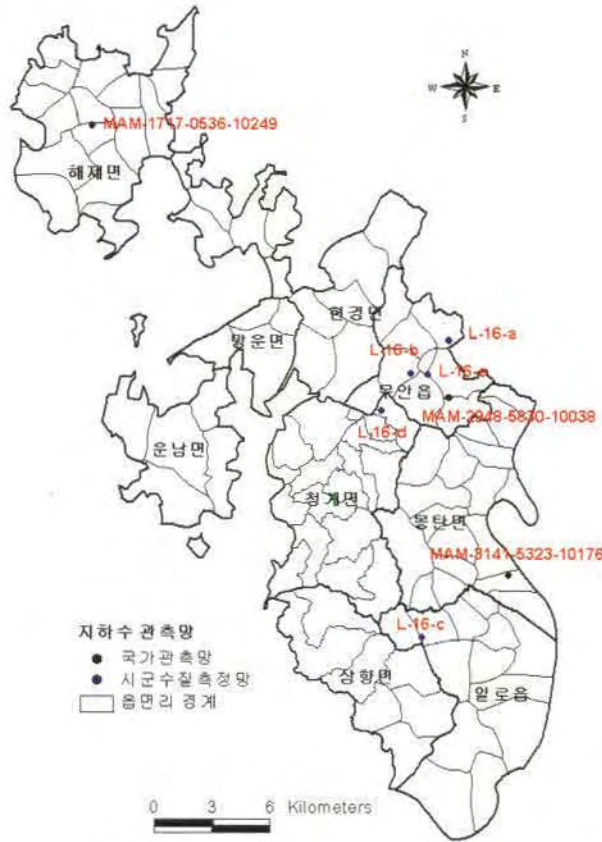 N
W E
S
MAM-1717-0536-10249
해제면
현경면
망운면
L-16-a
L-16-b
L-16-e
무안읍
MAM-2948-5830-10038
L-16-d
운남면
청계면
몽탄면
MAM-3141-5323-10176
L-16-c
지하수 관측망
국가관측망
시군수질측정망
읍면리 경계
삼향면
일로읍
0 3 6 Kilometers